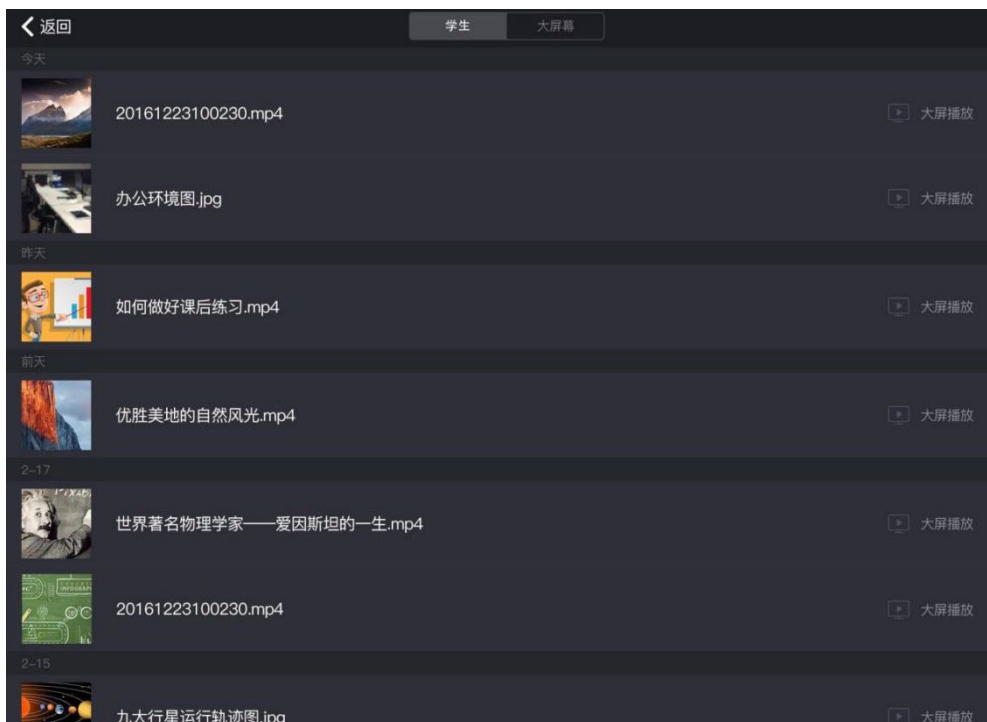 返回
学生
大屏幕
今天
20161223100230.mp4
大屏播放
办公环境图.jpg
大屏播放
昨天
如何做好课后练习.mp4
大屏播放
前天
优胜美地的自然风光.mp4
大屏播放
2-17
世界著名物理学家——爱因斯坦的一生.mp4
大屏播放
20161223100230.mp4
大屏播放
2-15
九大行星运行轨迹图.jpg
大屏播放